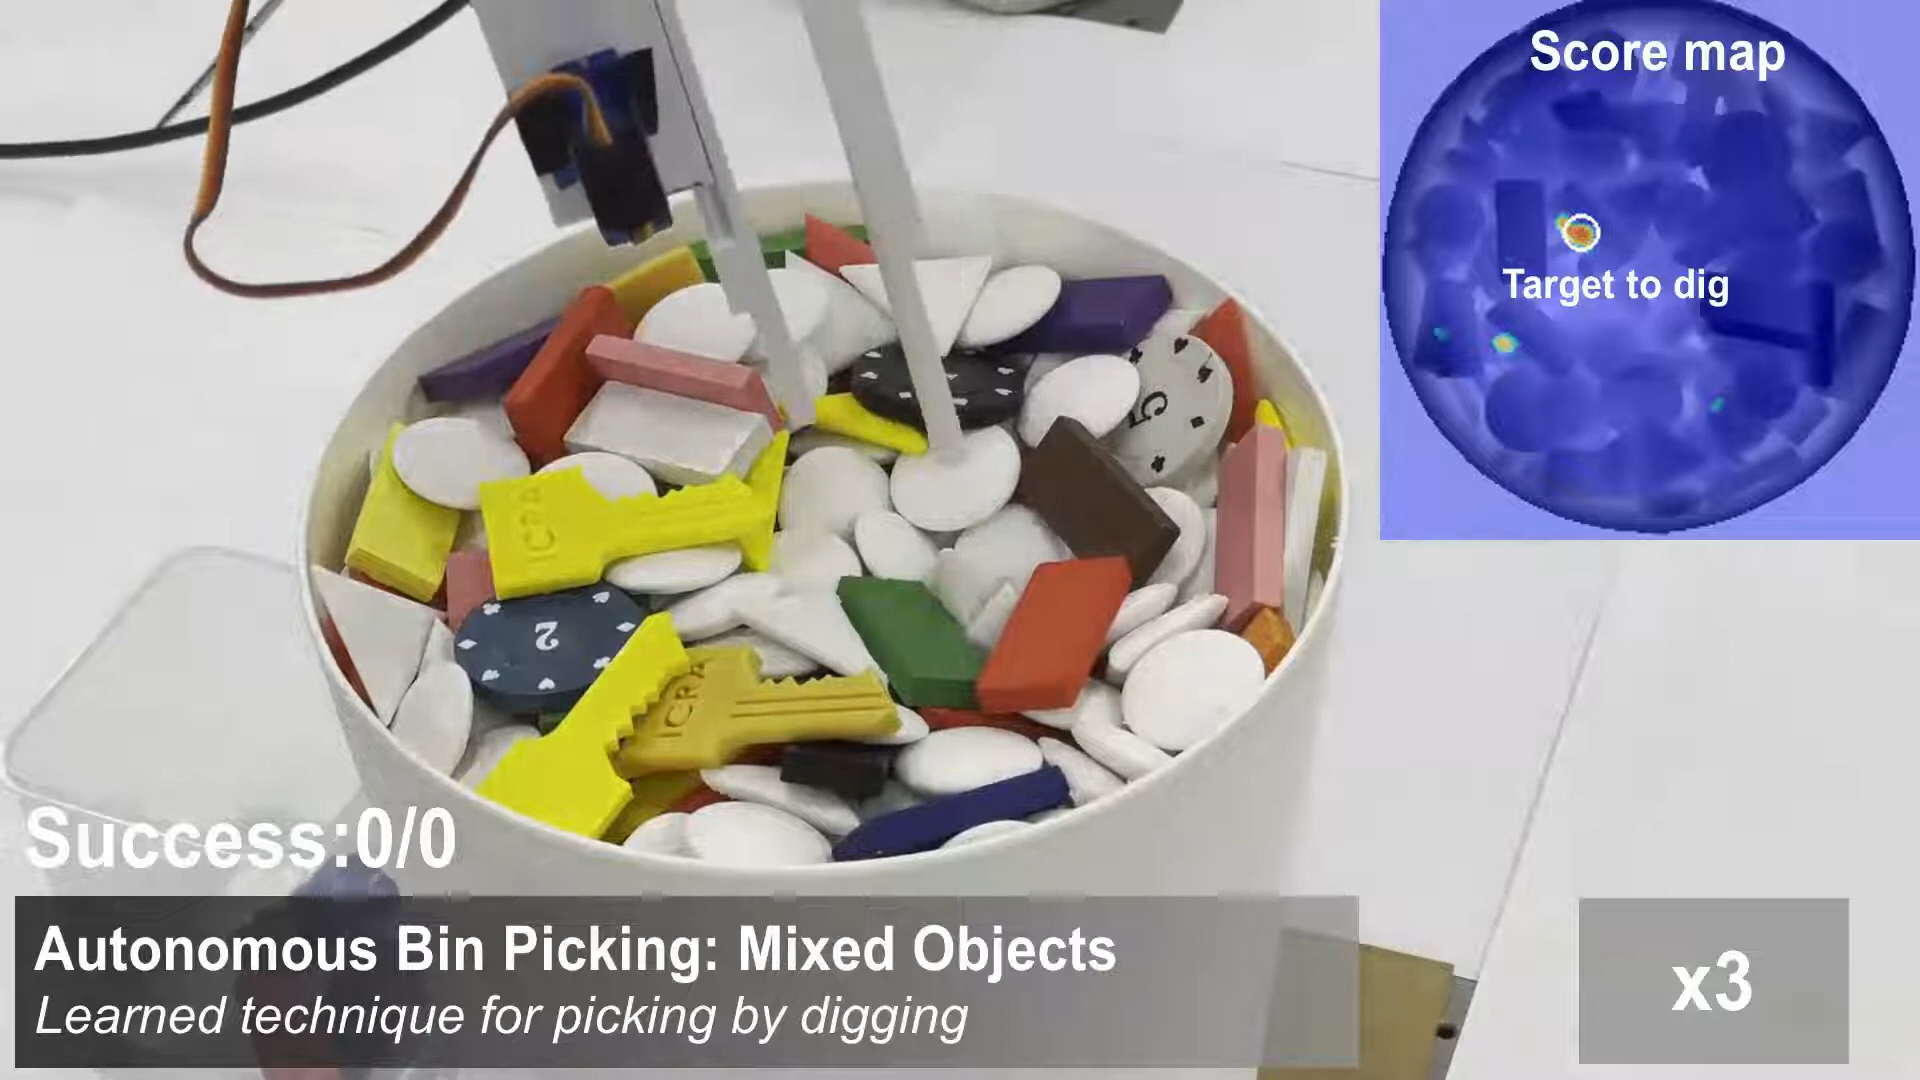 Score map
Target to dig
5
ICRA
2
ICRA
Success:0/0
Autonomous Bin Picking: Mixed Objects
Learned technique for picking by digging
x3